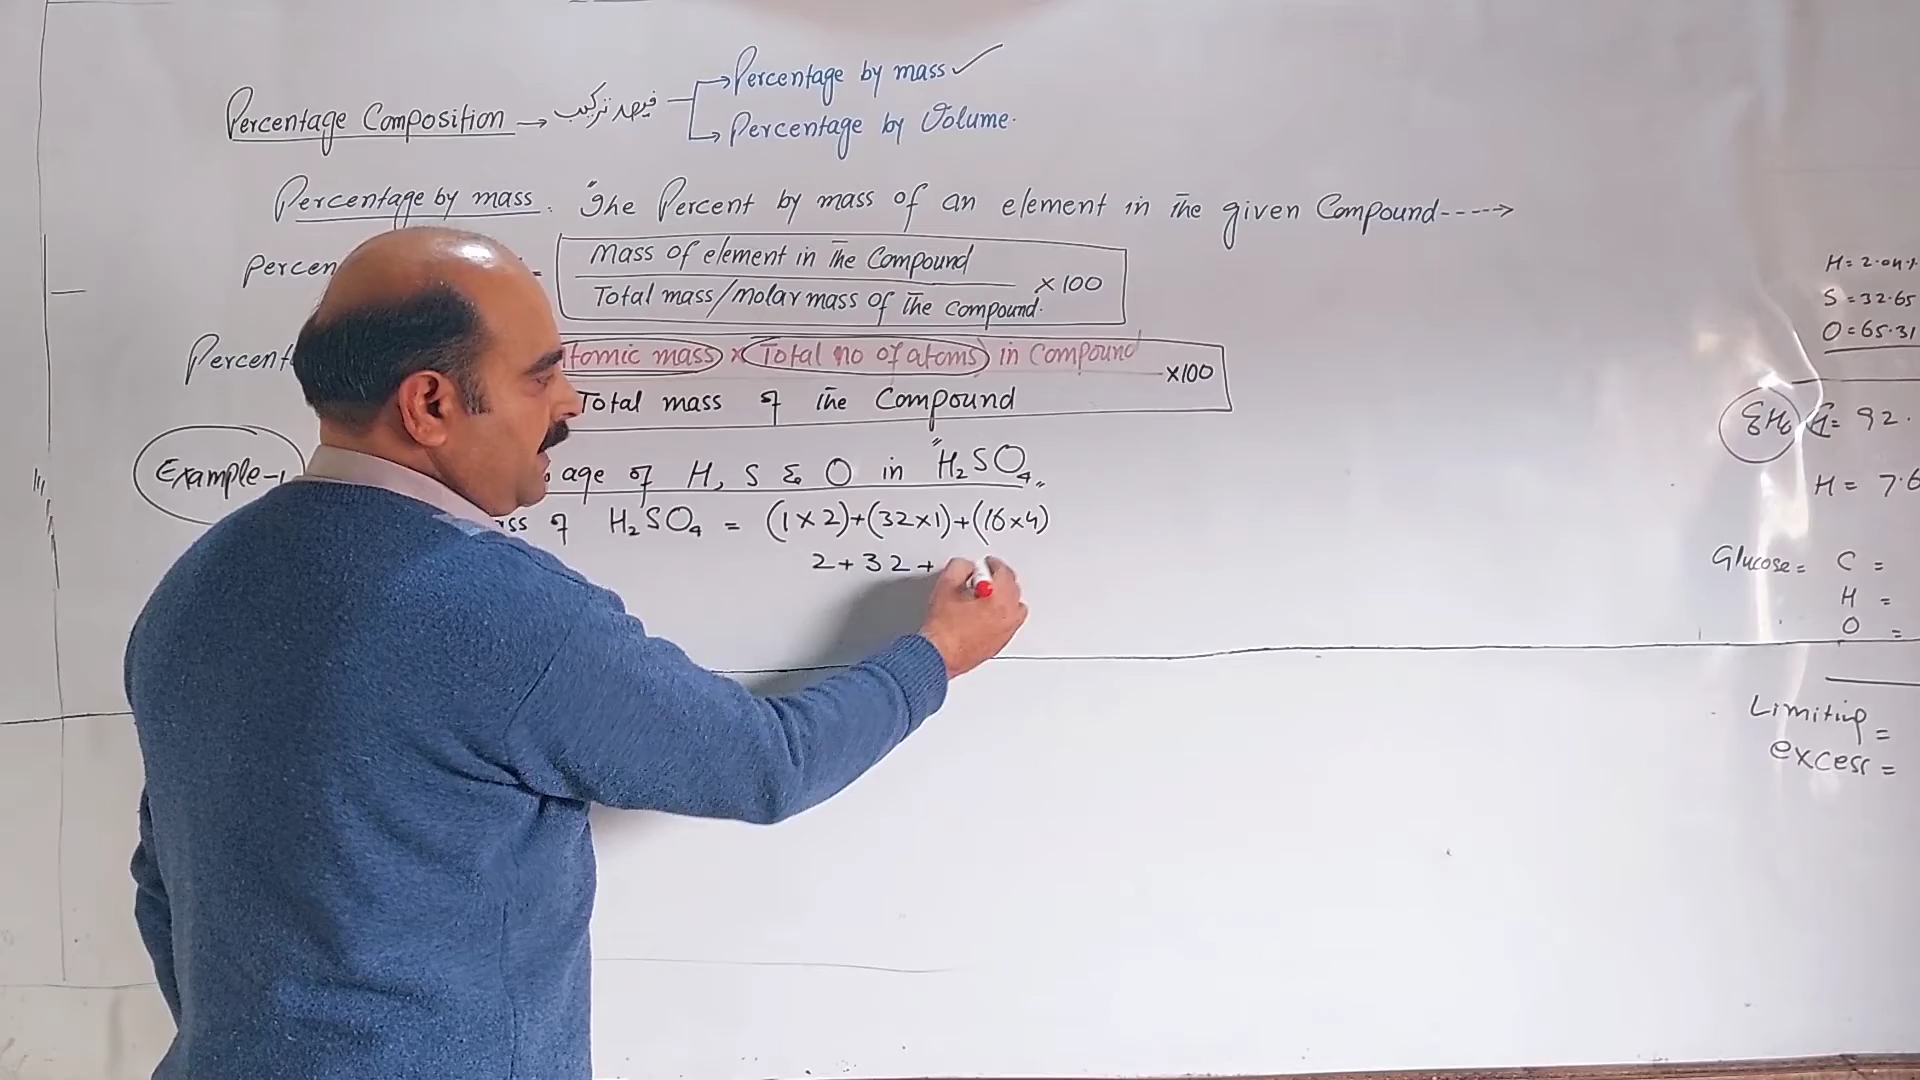 Percentage Composition → فیصد ترکیب
→ Percentage by mass ✓
→ Percentage by Volume.
Percentage by mass. "The Percent by mass of an element in the given Compound----→
= Mass of element in the Compound
Total mass/molar mass of the compound. ×100
Atomic mass × Total no of atoms in Compound
Total mass of the Compound ×100
Example-1 age of H, S & O in "H₂SO₄"
of H₂SO₄ = (1×2)+(32×1)+(16×4)
2+32+
H = 2.04%
S = 32.65
O = 65.31
= 92.
H = 7.6
Glucose = C =
H =
O =
Limiting =
excess =